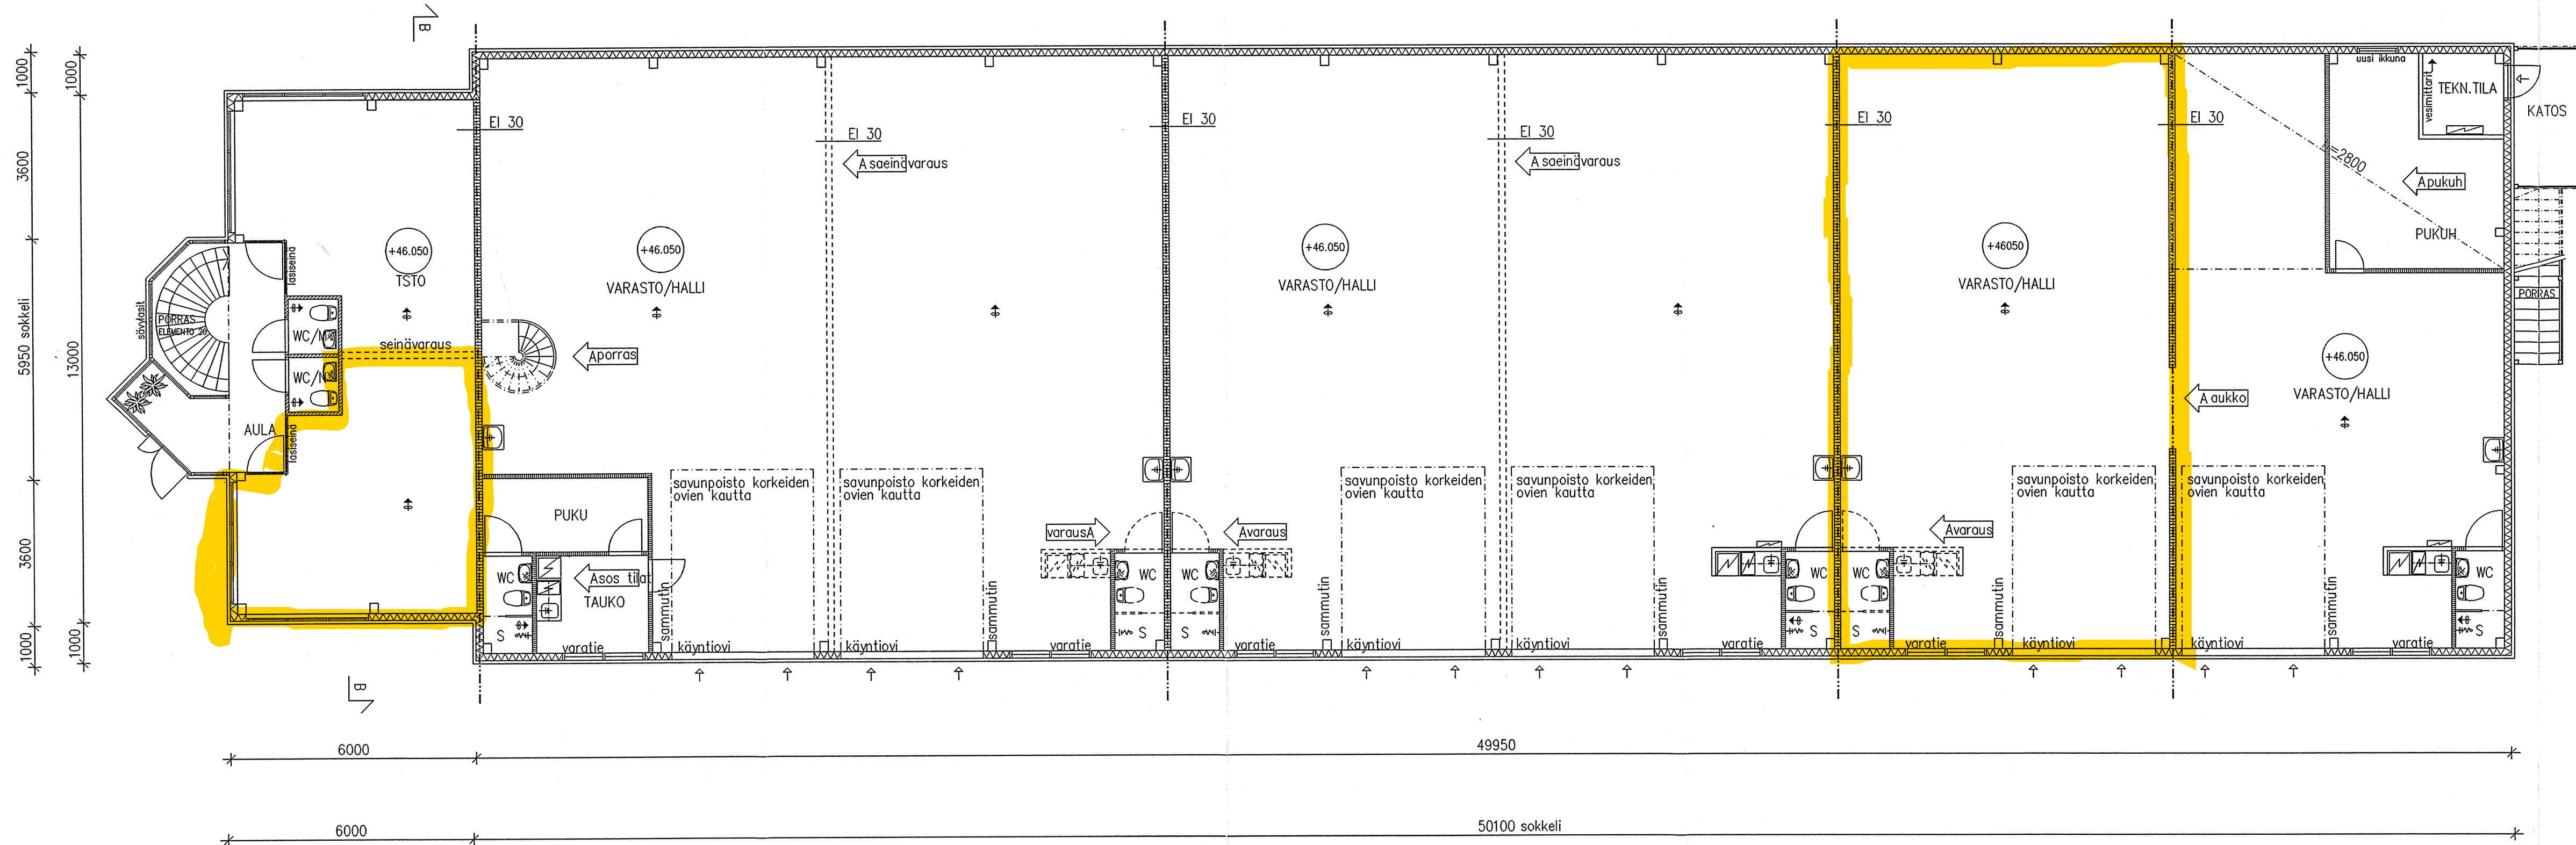 B
1000
3600
5950 sokkeli
3600
1000
1000
13000
1000
EI 30
EI 30
EI 30
EI 30
EI 30
EI 30
A saeinävaraus
A saeinävaraus
uusi ikkuna
vesimittari
TEKN.TILA
KATOS
=2800
Apukuh
PUKUH
PORRAS
+46.050
TSTO
+46.050
VARASTO/HALLI
+46.050
VARASTO/HALLI
+46050
VARASTO/HALLI
+46.050
VARASTO/HALLI
lasiseinä
sävylasit
PORRAS
ELEMENTO 20
WC/M
WC/N
seinävaraus
Aporras
A aukko
AULA
lasiseinä
savunpoisto korkeiden
ovien kautta
savunpoisto korkeiden
ovien kautta
savunpoisto korkeiden
ovien kautta
savunpoisto korkeiden
ovien kautta
savunpoisto korkeiden
ovien kautta
savunpoisto korkeiden
ovien kautta
PUKU
varausA
Avaraus
Avaraus
WC
Asos tilat
TAUKO
WC
WC
WC
WC
WC
sammutin
sammutin
sammutin
sammutin
sammutin
sammutin
S
S
S
S
S
S
varatie
käyntiovi
käyntiovi
varatie
varatie
käyntiovi
käyntiovi
varatie
varatie
käyntiovi
käyntiovi
varatie
B
6000
49950
6000
50100 sokkeli